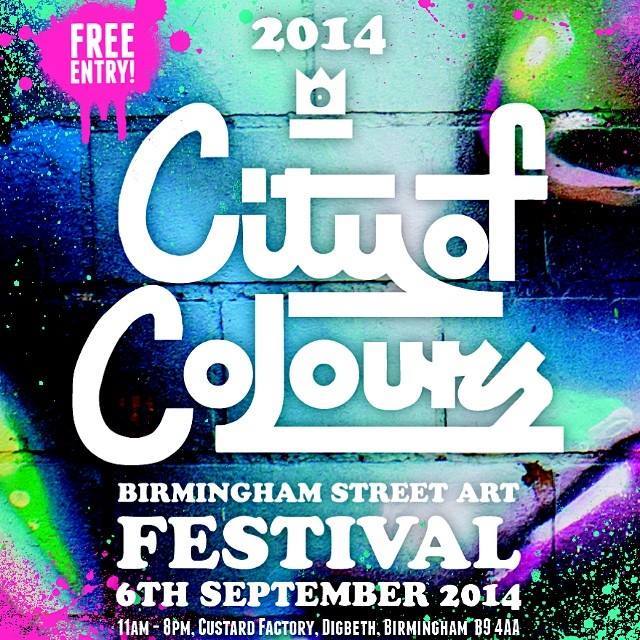 FREE
ENTRY!
2014
City of
Colours
BIRMINGHAM STREET ART
FESTIVAL
6TH SEPTEMBER 2014
11AM - 8PM, CUSTARD FACTORY, DIGBETH, BIRMINGHAM B9 4AA